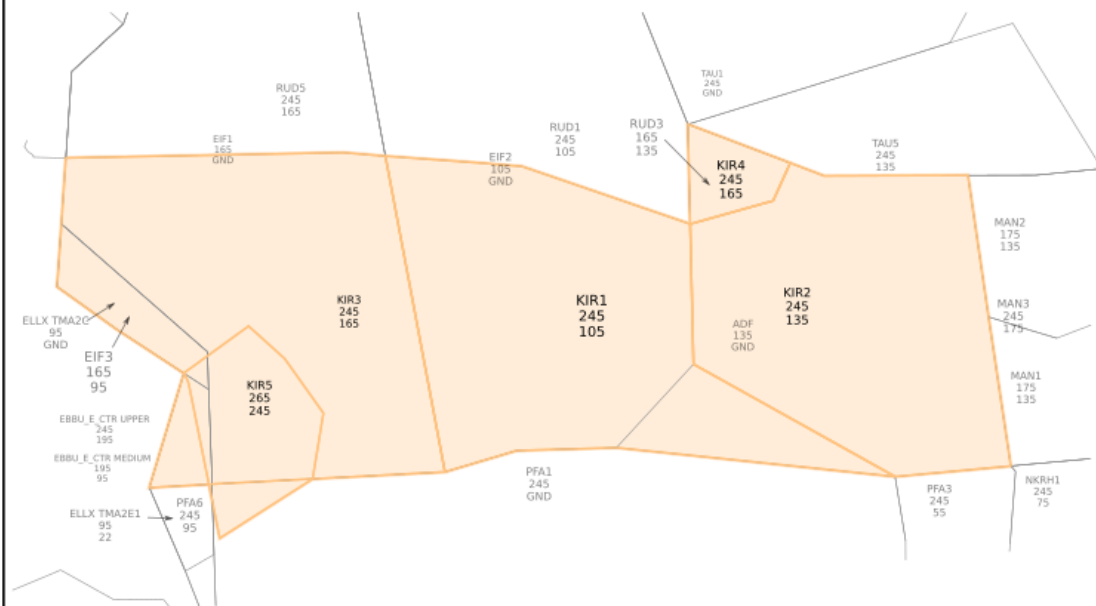 TAU1
245
GND
RUD5
245
165
RUD3
165
135
RUD1
245
105
EIF1
165
GND
EIF2
105
GND
TAU5
245
135
KIR4
245
165
MAN2
175
135
KIR3
245
165
KIR1
245
105
KIR2
245
135
ELLX TMA2C
95
GND
ADF
135
GND
MAN3
245
175
EIF3
165
95
KIR5
265
245
MAN1
175
135
EBBU_E_CTR UPPER
245
195
EBBU_E_CTR MEDIUM
195
95
PFA1
245
GND
PFA6
245
95
ELLX TMA2E1
95
22
PFA3
245
55
NKRH1
245
75